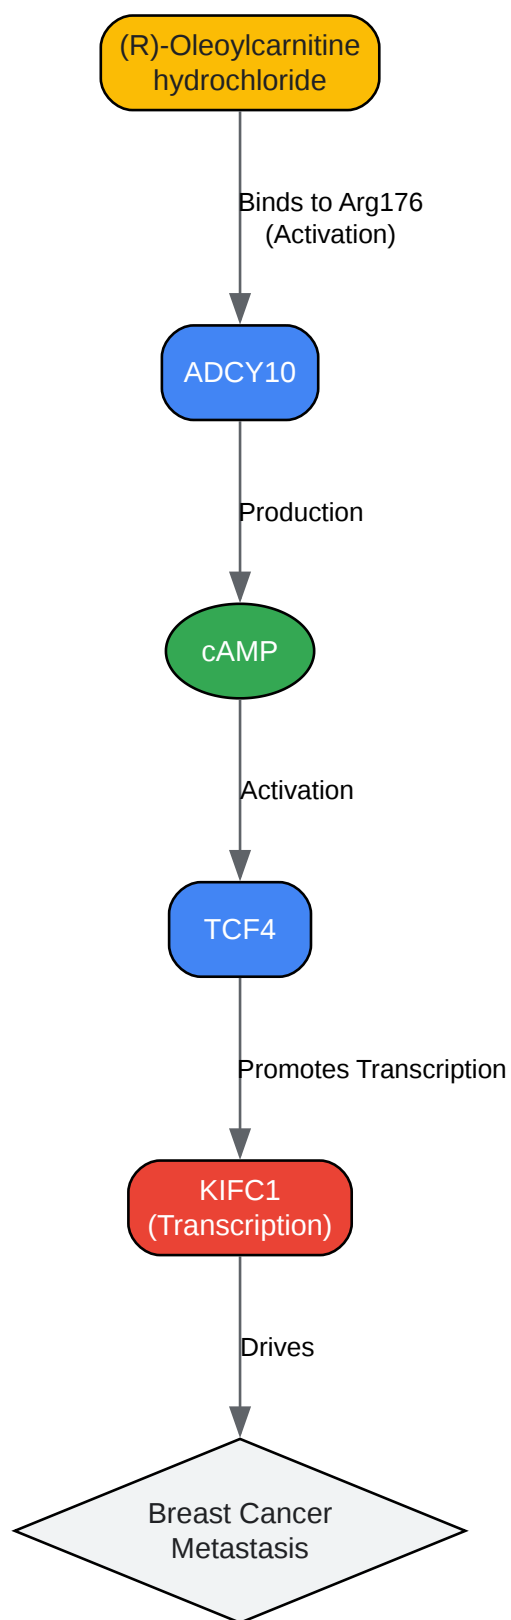 (R)-Oleoylcarnitine
hydrochloride
Binds to Arg176
(Activation)
ADCY10
Production
cAMP
Activation
TCF4
Promotes Transcription
KIFC1
(Transcription)
Drives
Breast Cancer
Metastasis